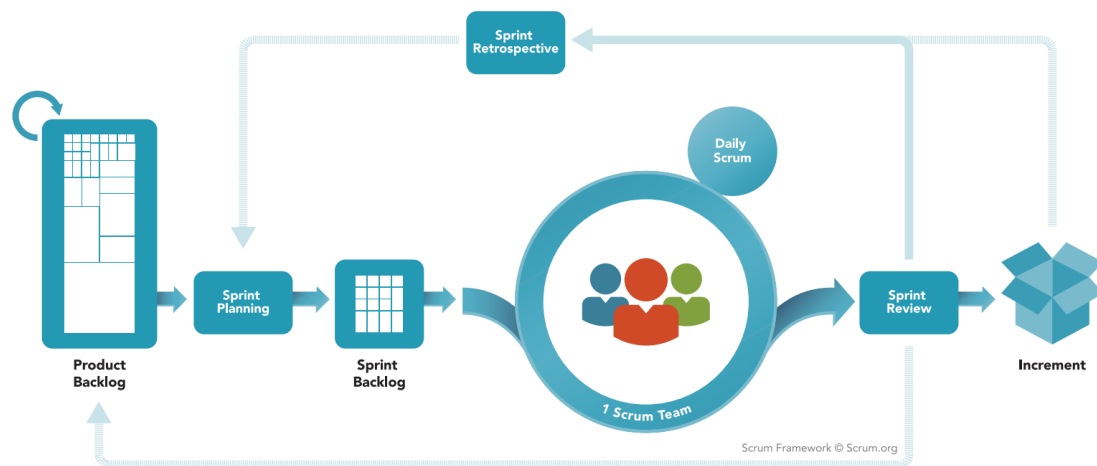 Sprint
Retrospective
Daily
Scrum
Sprint
Planning
Sprint
Review
Product
Backlog
Sprint
Backlog
1 Scrum Team
Increment
Scrum Framework © Scrum.org